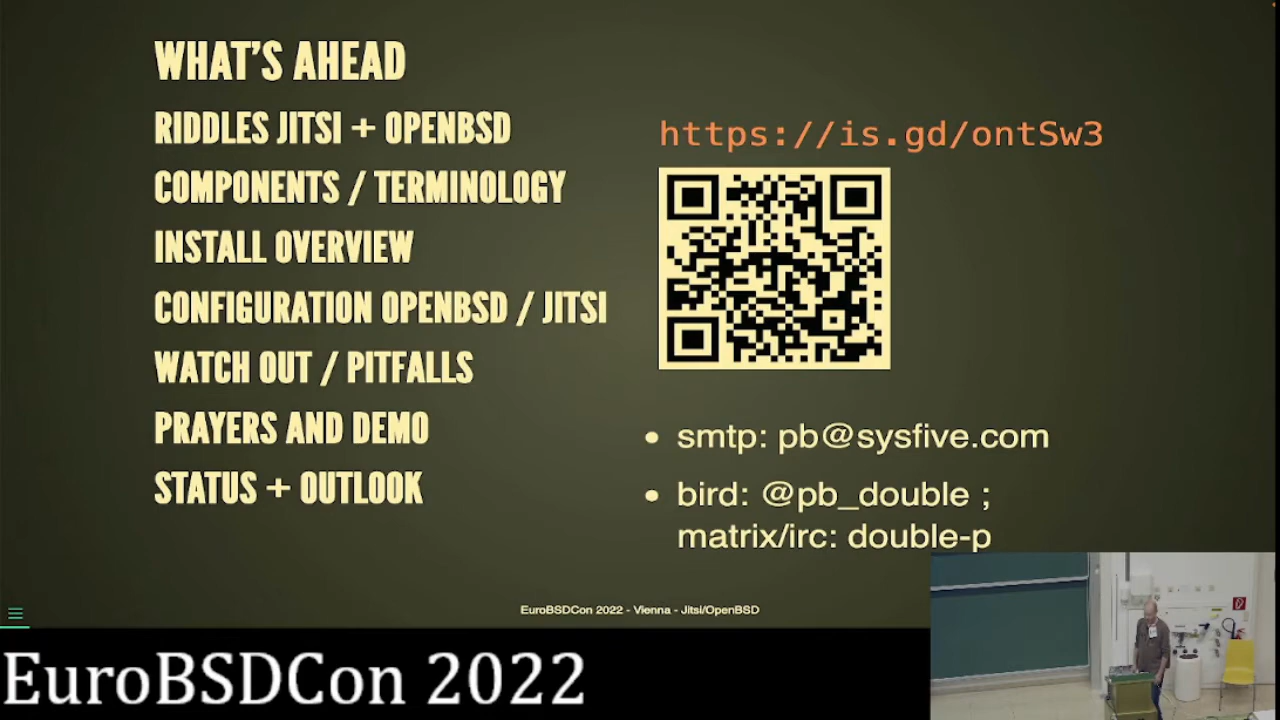 WHAT'S AHEAD
RIDDLES JITSI + OPENBSD
COMPONENTS / TERMINOLOGY
INSTALL OVERVIEW
CONFIGURATION OPENBSD / JITSI
WATCH OUT / PITFALLS
PRAYERS AND DEMO
STATUS + OUTLOOK
https://is.gd/ontSw3
• smtp: pb@sysfive.com
• bird: @pb_double ;
matrix/irc: double-p
EuroBSDCon 2022 - Vienna - Jitsi/OpenBSD
EuroBSDCon 2022